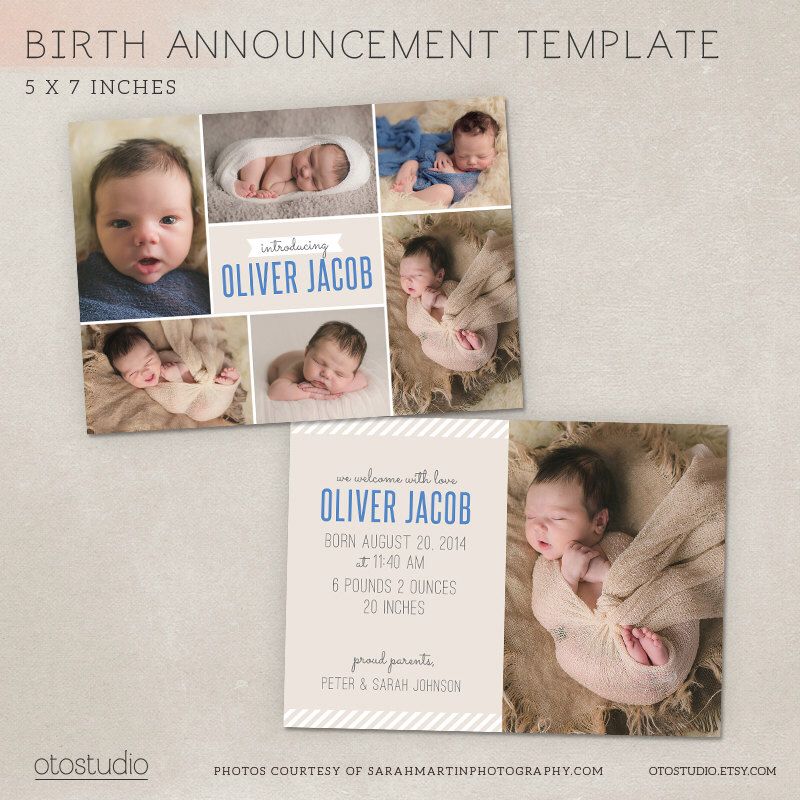 BIRTH ANNOUNCEMENT TEMPLATE
5 X 7 INCHES
introducing
OLIVER JACOB
we welcome with love
OLIVER JACOB
BORN AUGUST 20, 2014
at 11:40 AM
6 POUNDS 2 OUNCES
20 INCHES
proud parents,
PETER & SARAH JOHNSON
otostudio
PHOTOS COURTESY OF SARAHMARTINPHOTOGRAPHY.COM
OTOSTUDIO.ETSY.COM